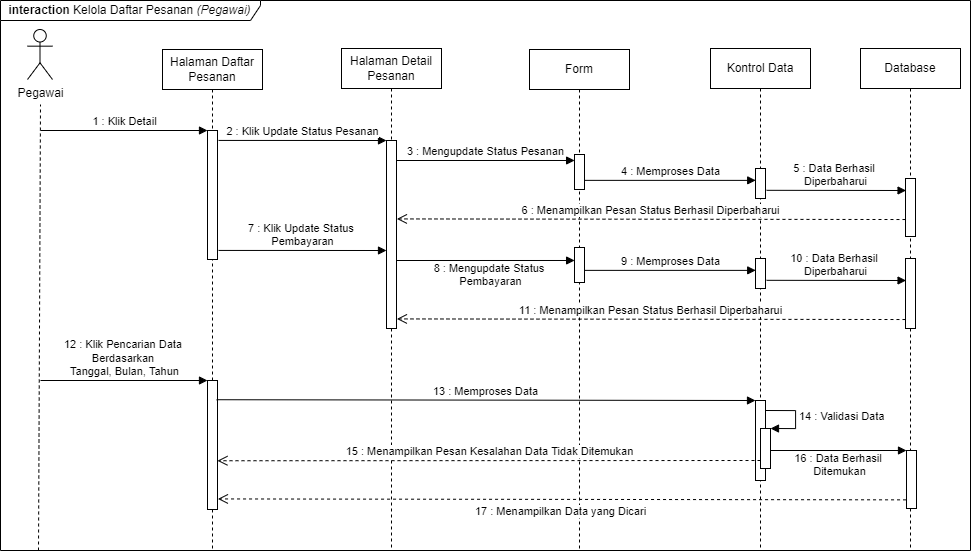 interaction Kelola Daftar Pesanan (Pegawai)
Pegawai
Halaman Daftar
Pesanan
Halaman Detail
Pesanan
Form
Kontrol Data
Database
1 : Klik Detail
2 : Klik Update Status Pesanan
3 : Mengupdate Status Pesanan
4 : Memproses Data
5 : Data Berhasil
Diperbaharui
6 : Menampilkan Pesan Status Berhasil Diperbaharui
7 : Klik Update Status
Pembayaran
8 : Mengupdate Status
Pembayaran
9 : Memproses Data
10 : Data Berhasil
Diperbaharui
11 : Menampilkan Pesan Status Berhasil Diperbaharui
12 : Klik Pencarian Data
Berdasarkan
Tanggal, Bulan, Tahun
13 : Memproses Data
14 : Validasi Data
15 : Menampilkan Pesan Kesalahan Data Tidak Ditemukan
16 : Data Berhasil
Ditemukan
17 : Menampilkan Data yang Dicari